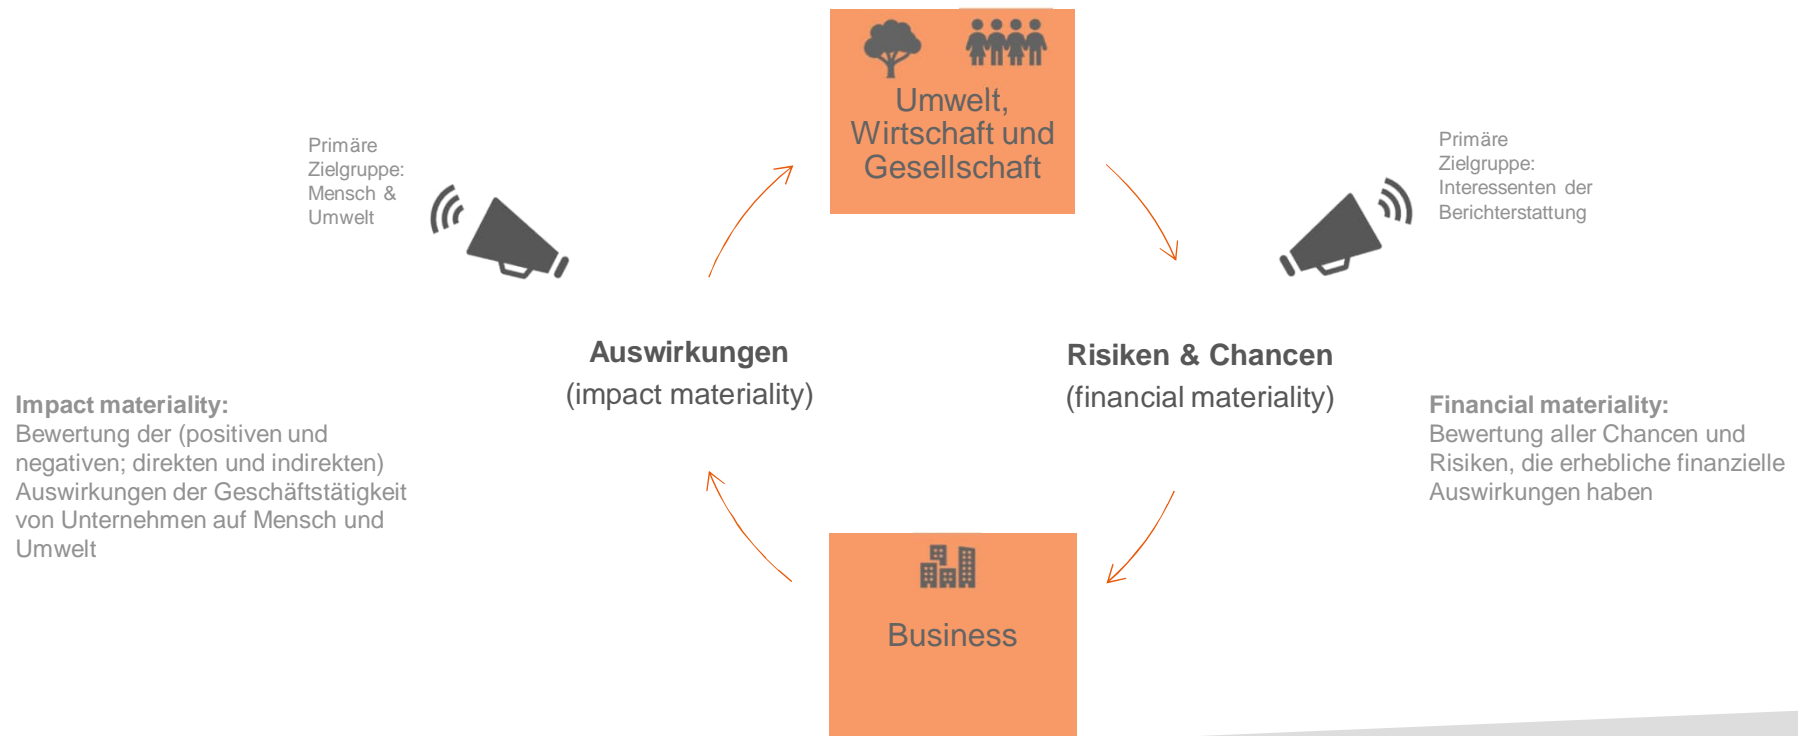 Umwelt,
Wirtschaft und
Gesellschaft
Primäre
Zielgruppe:
Mensch &
Umwelt
Primäre
Zielgruppe:
Interessenten der
Berichterstattung
Auswirkungen
(impact materiality)
Risiken & Chancen
(financial materiality)
Impact materiality:
Bewertung der (positiven und
negativen; direkten und indirekten)
Auswirkungen der Geschäftstätigkeit
von Unternehmen auf Mensch und
Umwelt
Financial materiality:
Bewertung aller Chancen und
Risiken, die erhebliche finanzielle
Auswirkungen haben
Business